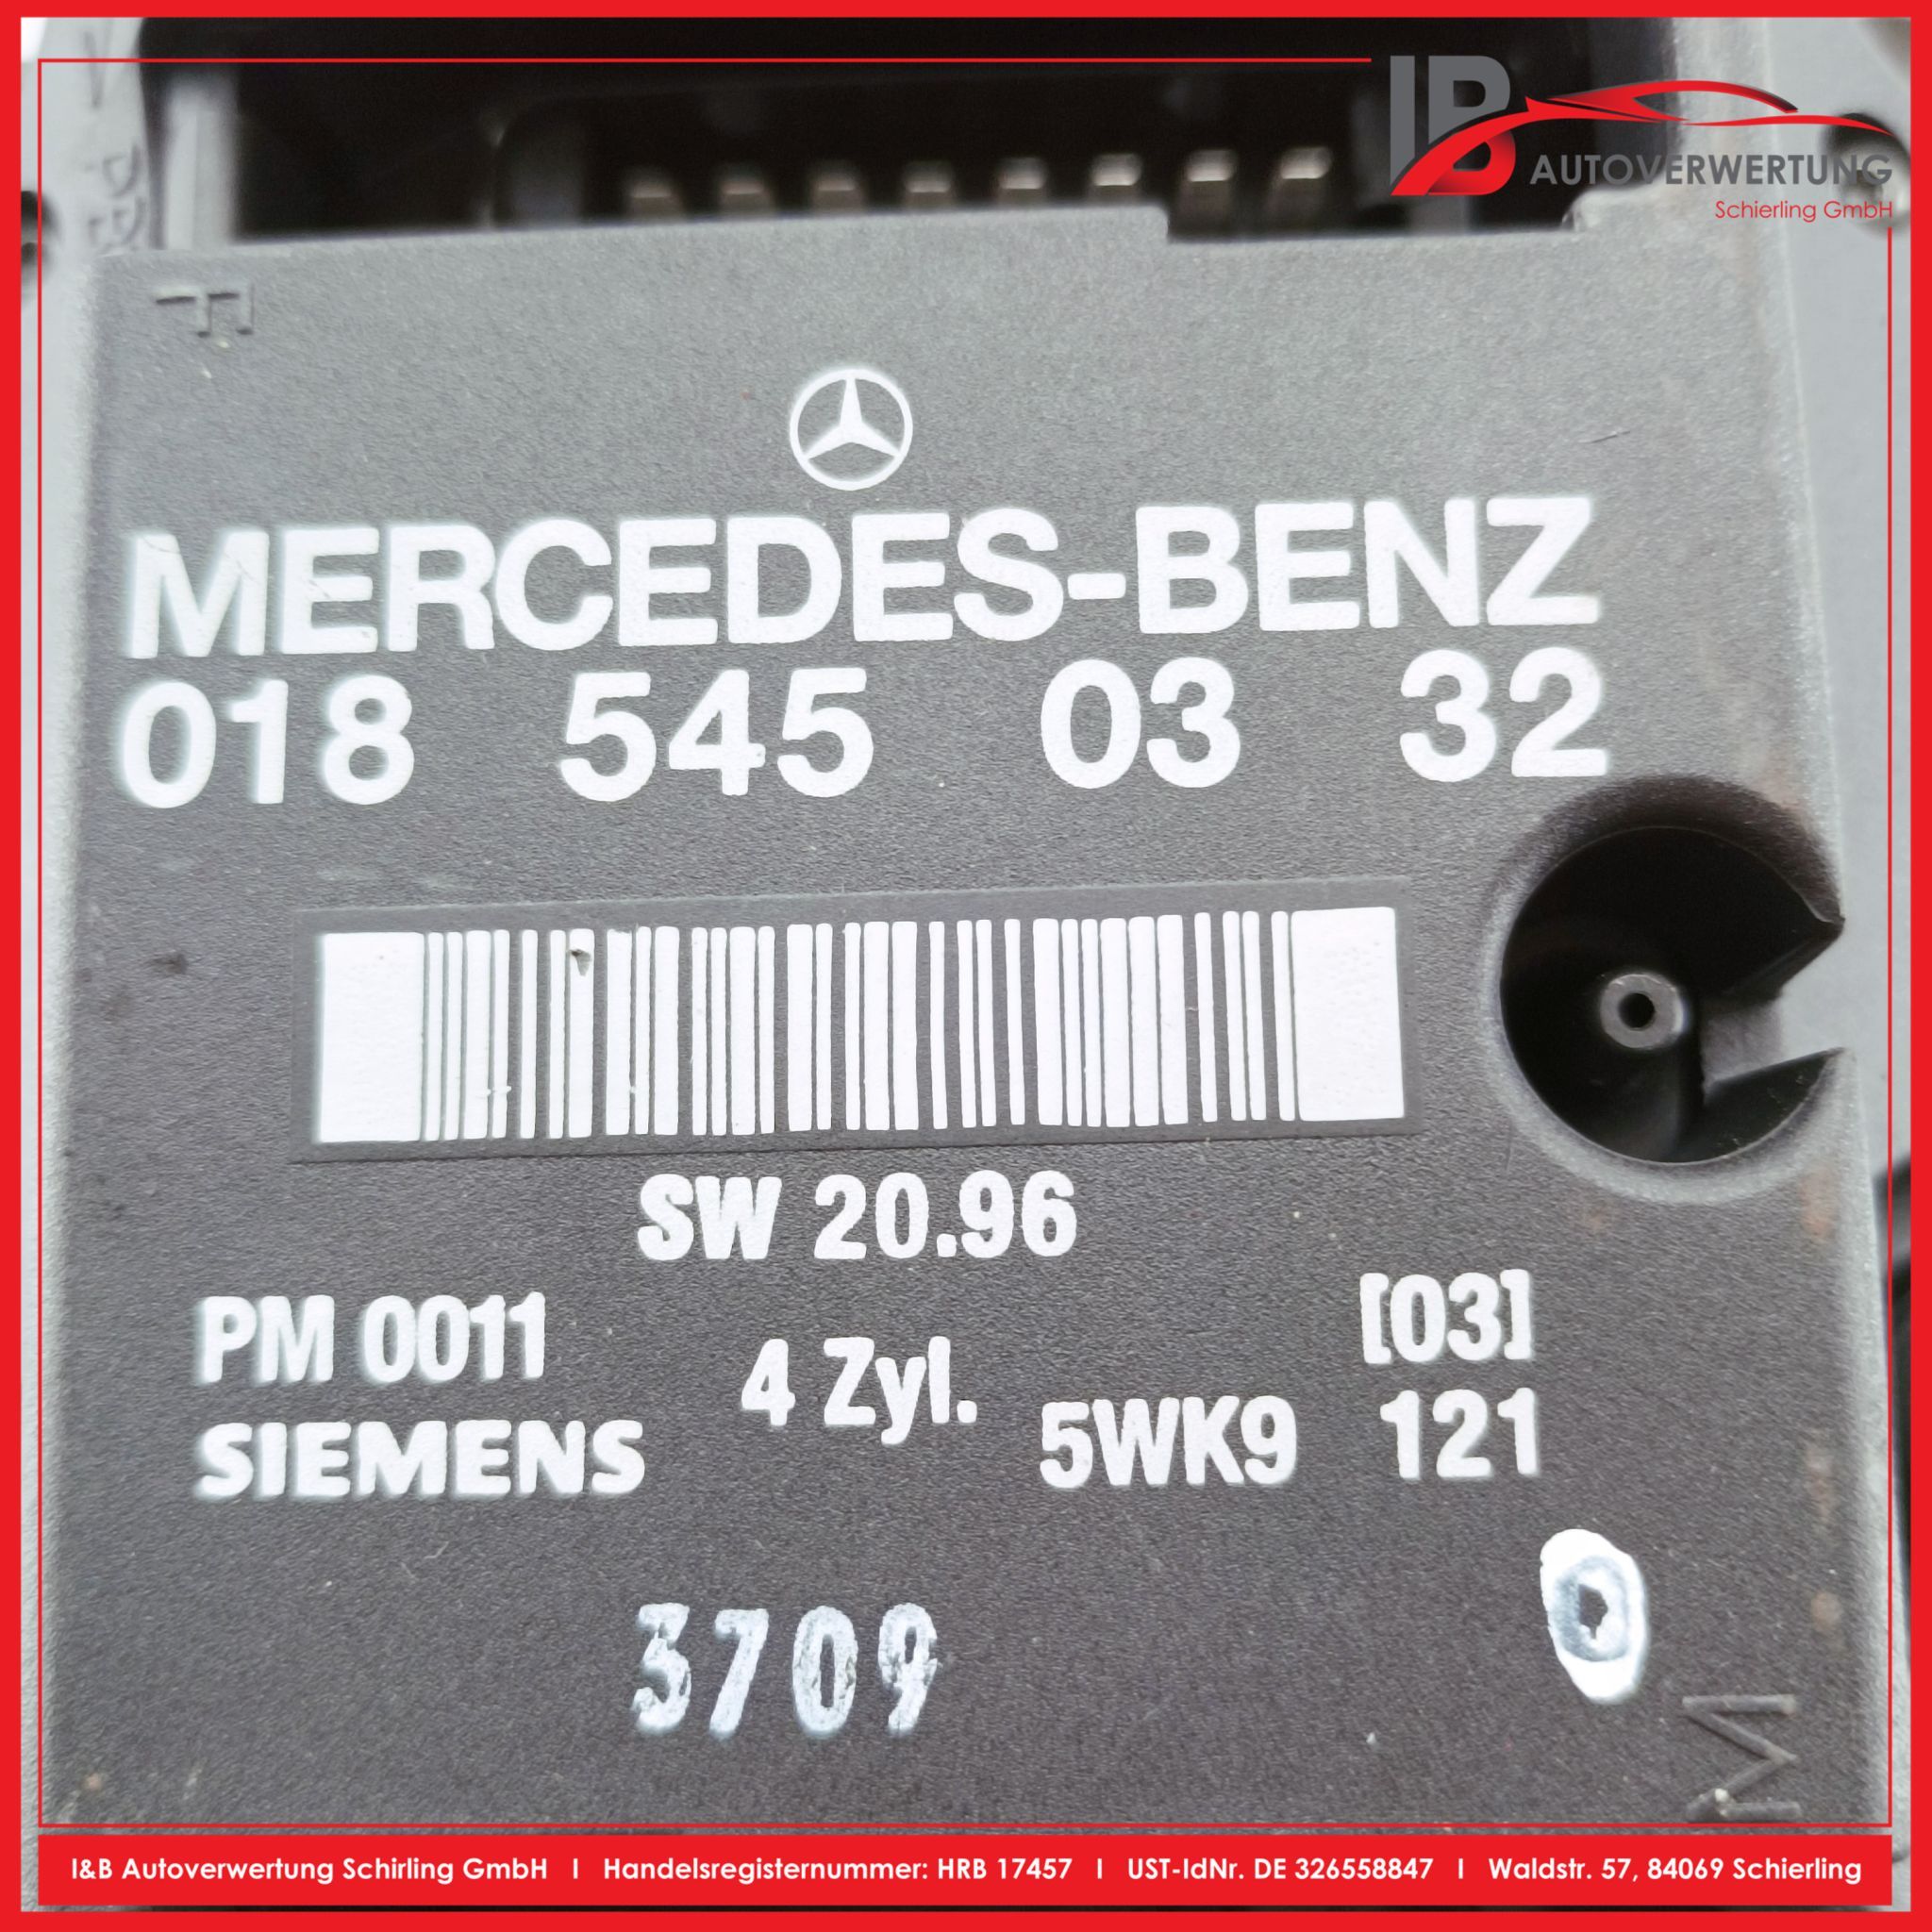 IB
AUTOVERWERTUNG
Schierling GmbH
F
MERCEDES-BENZ
018 545 03 32
SW 20.96
PM 0011
[03]
4 Zyl.
SIEMENS
5WK9 121
3709
M
I&B Autoverwertung Schirling GmbH I Handelsregisternummer: HRB 17457 I UST-IdNr. DE 326558847 I Waldstr. 57, 84069 Schierling